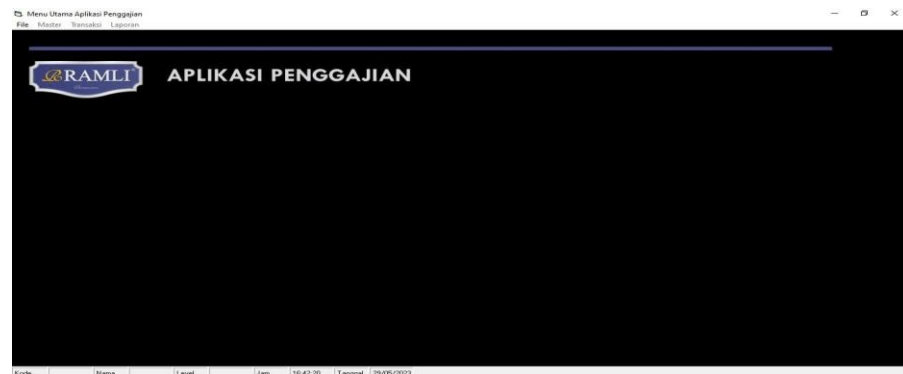 Menu Utama Aplikasi Penggajian
File Master Transaksi Laporan
RAMLI
APLIKASI PENGGAJIAN
Kode Nama Level Jam 16:42:20 Tanggal 29/05/2023